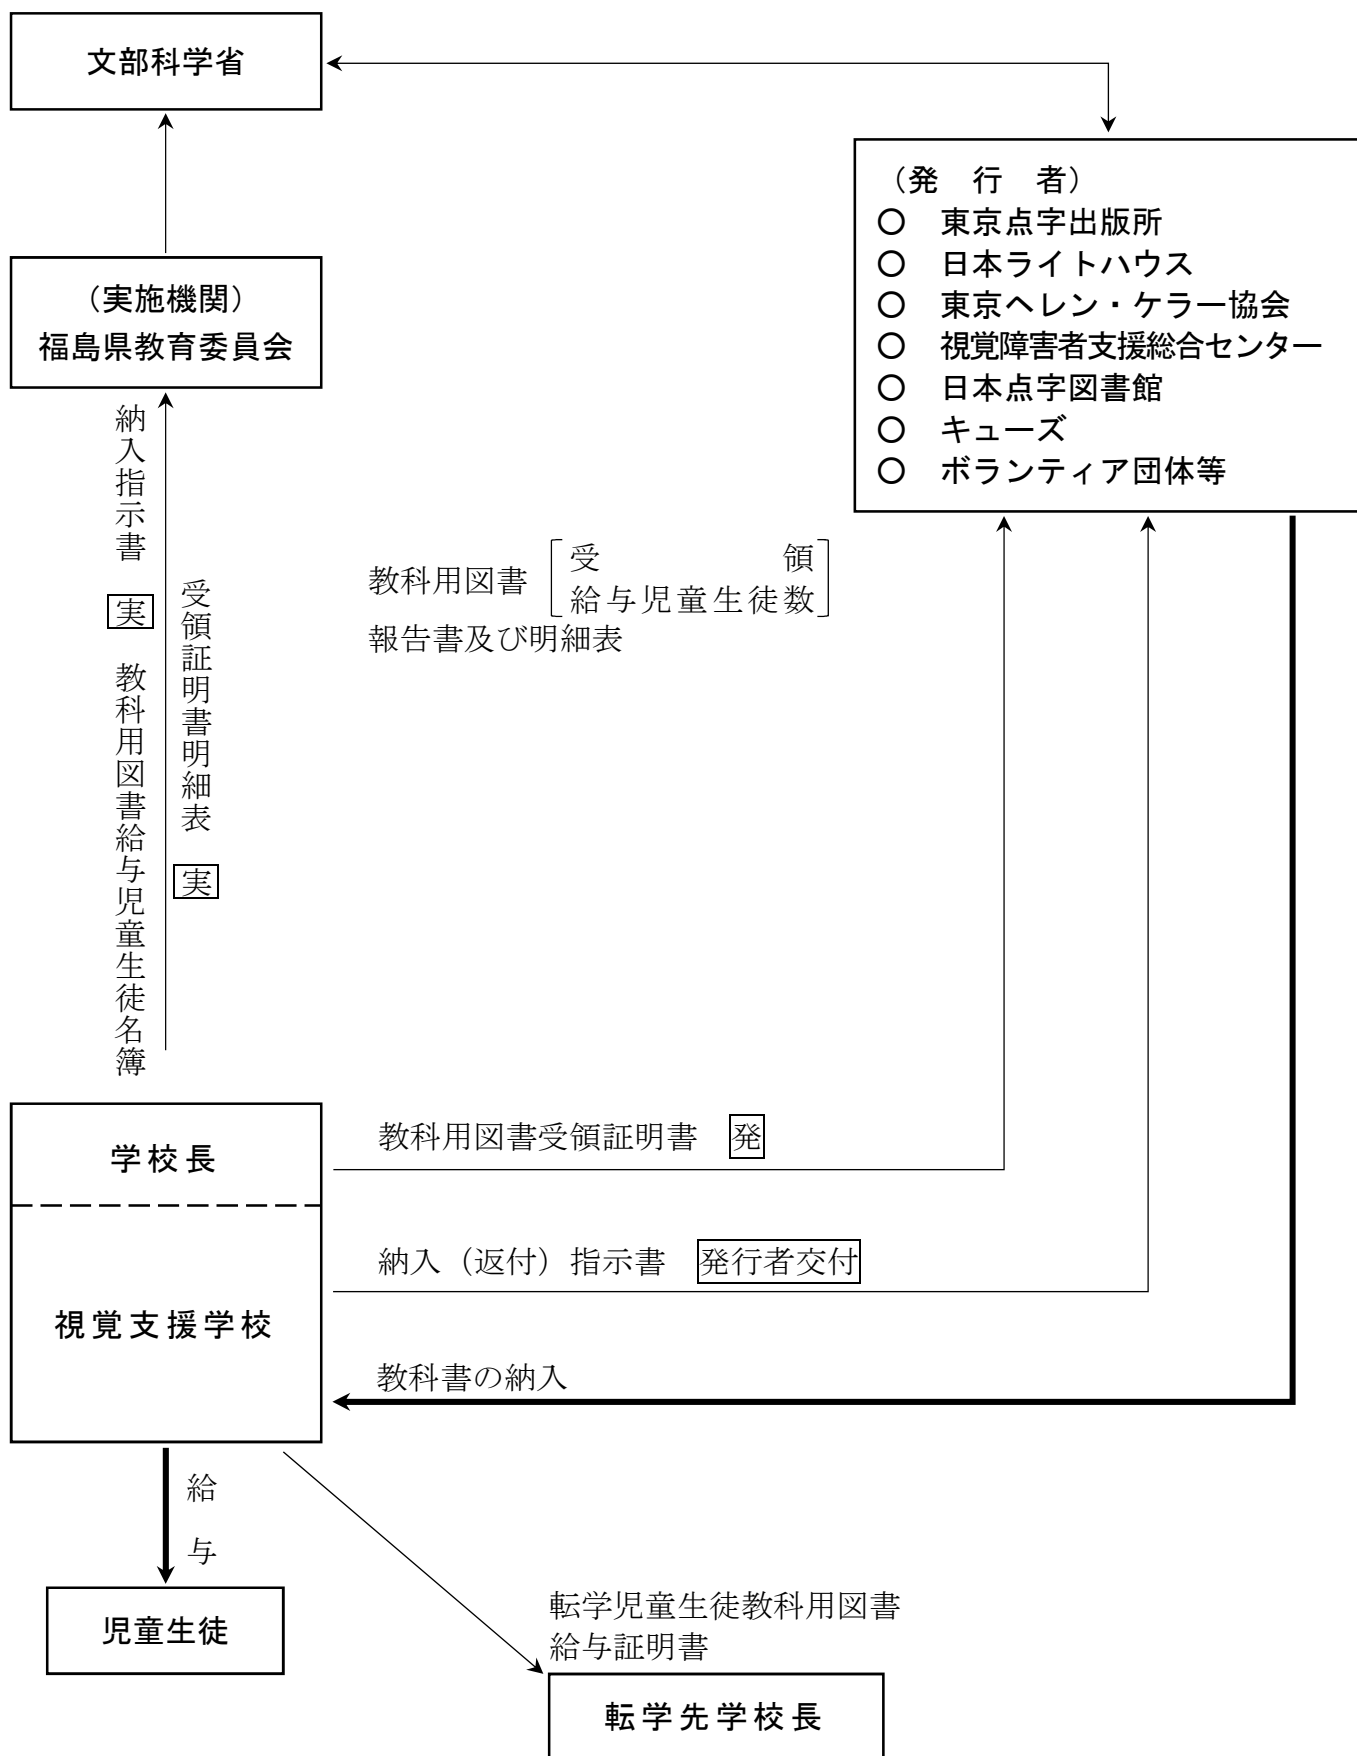 文部科学省
（発　行　者）
○　東京点字出版所
○　日本ライトハウス
○　東京ヘレン・ケラー協会
○　視覚障害者支援総合センター
○　日本点字図書館
○　キューズ
○　ボランティア団体等
（実施機関）
福島県教育委員会
納入指示書　実　教科用図書給与児童生徒名簿
受領証明書明細表　実
教科用図書
受　領
給与児童生徒数
報告書及び明細表
学校長
教科用図書受領証明書　発
視覚支援学校
納入（返付）指示書　発行者交付
教科書の納入
給与
児童生徒
転学児童生徒教科用図書
給与証明書
転学先学校長